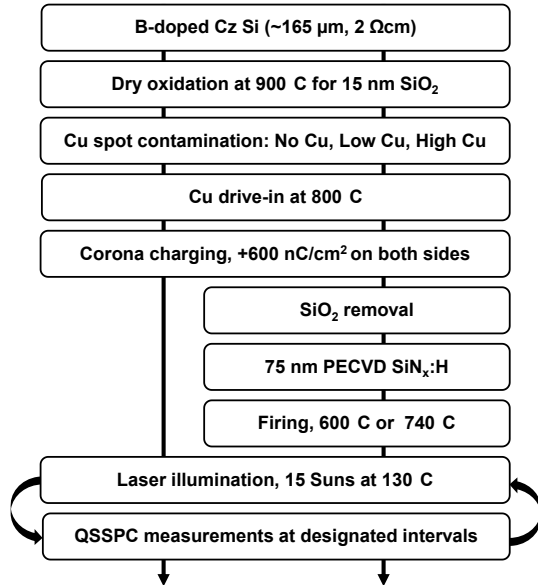 B-doped Cz Si (~165 µm, 2 Ωcm)
Dry oxidation at 900 C for 15 nm SiO₂
Cu spot contamination: No Cu, Low Cu, High Cu
Cu drive-in at 800 C
Corona charging, +600 nC/cm² on both sides
SiO₂ removal
75 nm PECVD SiNₓ:H
Firing, 600 C or 740 C
Laser illumination, 15 Suns at 130 C
QSSPC measurements at designated intervals